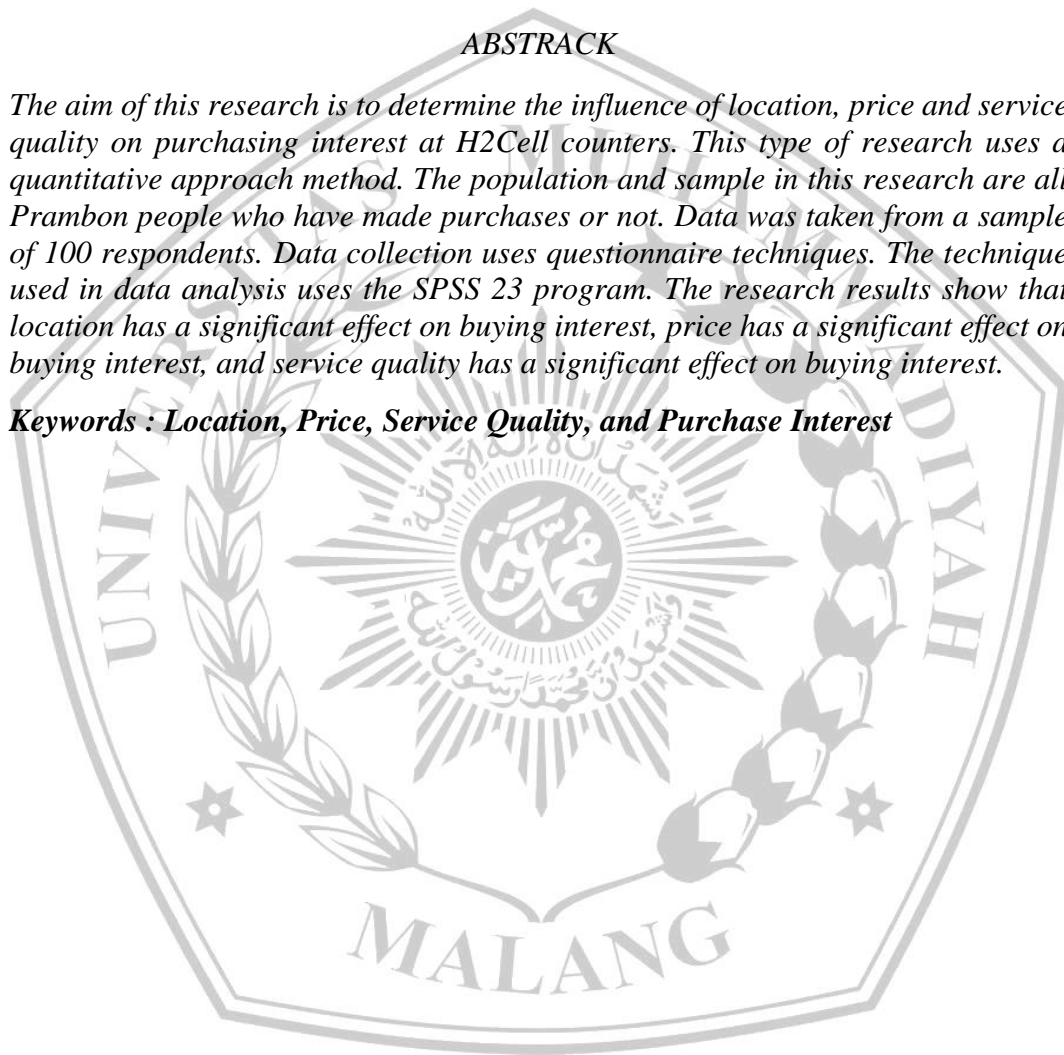 ABSTRACK
The aim of this research is to determine the influence of location, price and service
quality on purchasing interest at H2Cell counters. This type of research uses a
quantitative approach method. The population and sample in this research are all
Prambon people who have made purchases or not. Data was taken from a sample
of 100 respondents. Data collection uses questionnaire techniques. The technique
used in data analysis uses the SPSS 23 program. The research results show that
location has a significant effect on buying interest, price has a significant effect on
buying interest, and service quality has a significant effect on buying interest.
Keywords : Location, Price, Service Quality, and Purchase Interest
UNIVERSITAS MUHAMMADIYAH
MALANG